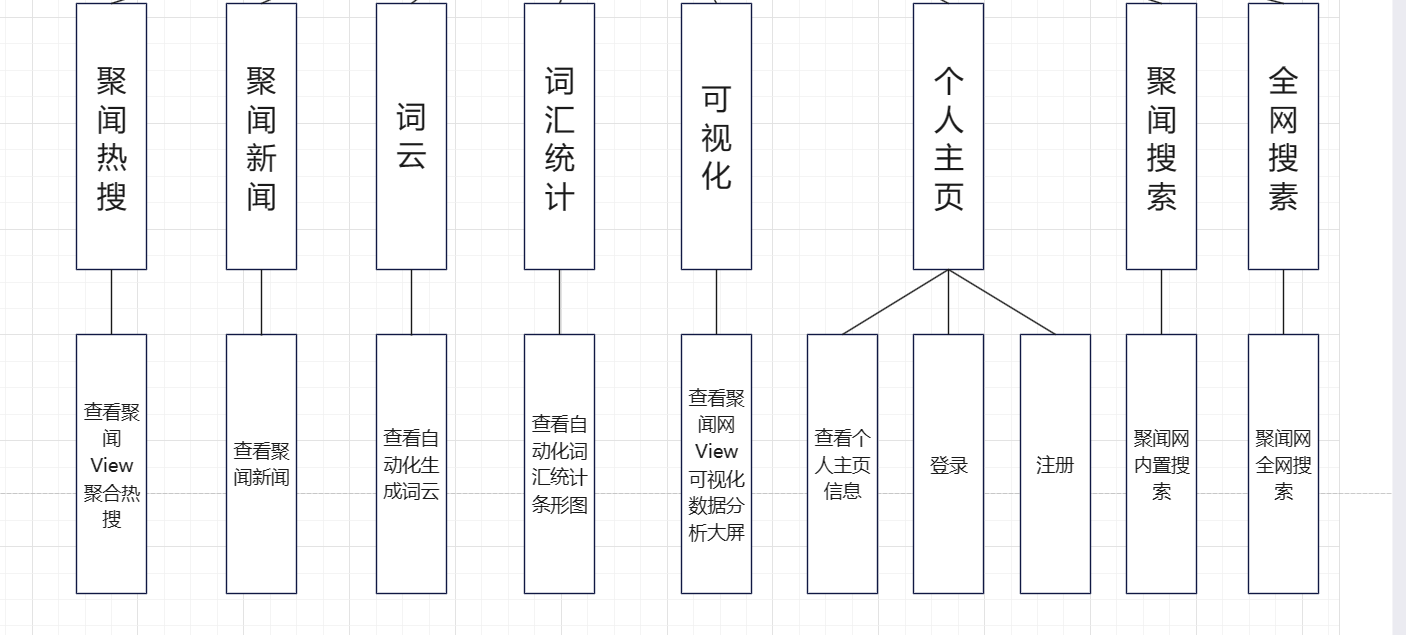 聚闻热搜
聚闻新闻
词云
词汇统计
可视化
个人主页
聚闻搜索
全网搜素
查看聚
闻
View
聚合热
搜
查看聚
闻新闻
查看自
动化生
成词云
查看自
动化词
汇统计
条形图
查看聚
闻网
View
可视化
数据分
析大屏
查看个
人主页
信息
登录
注册
聚闻网
内置搜
索
聚闻网
全网搜
索